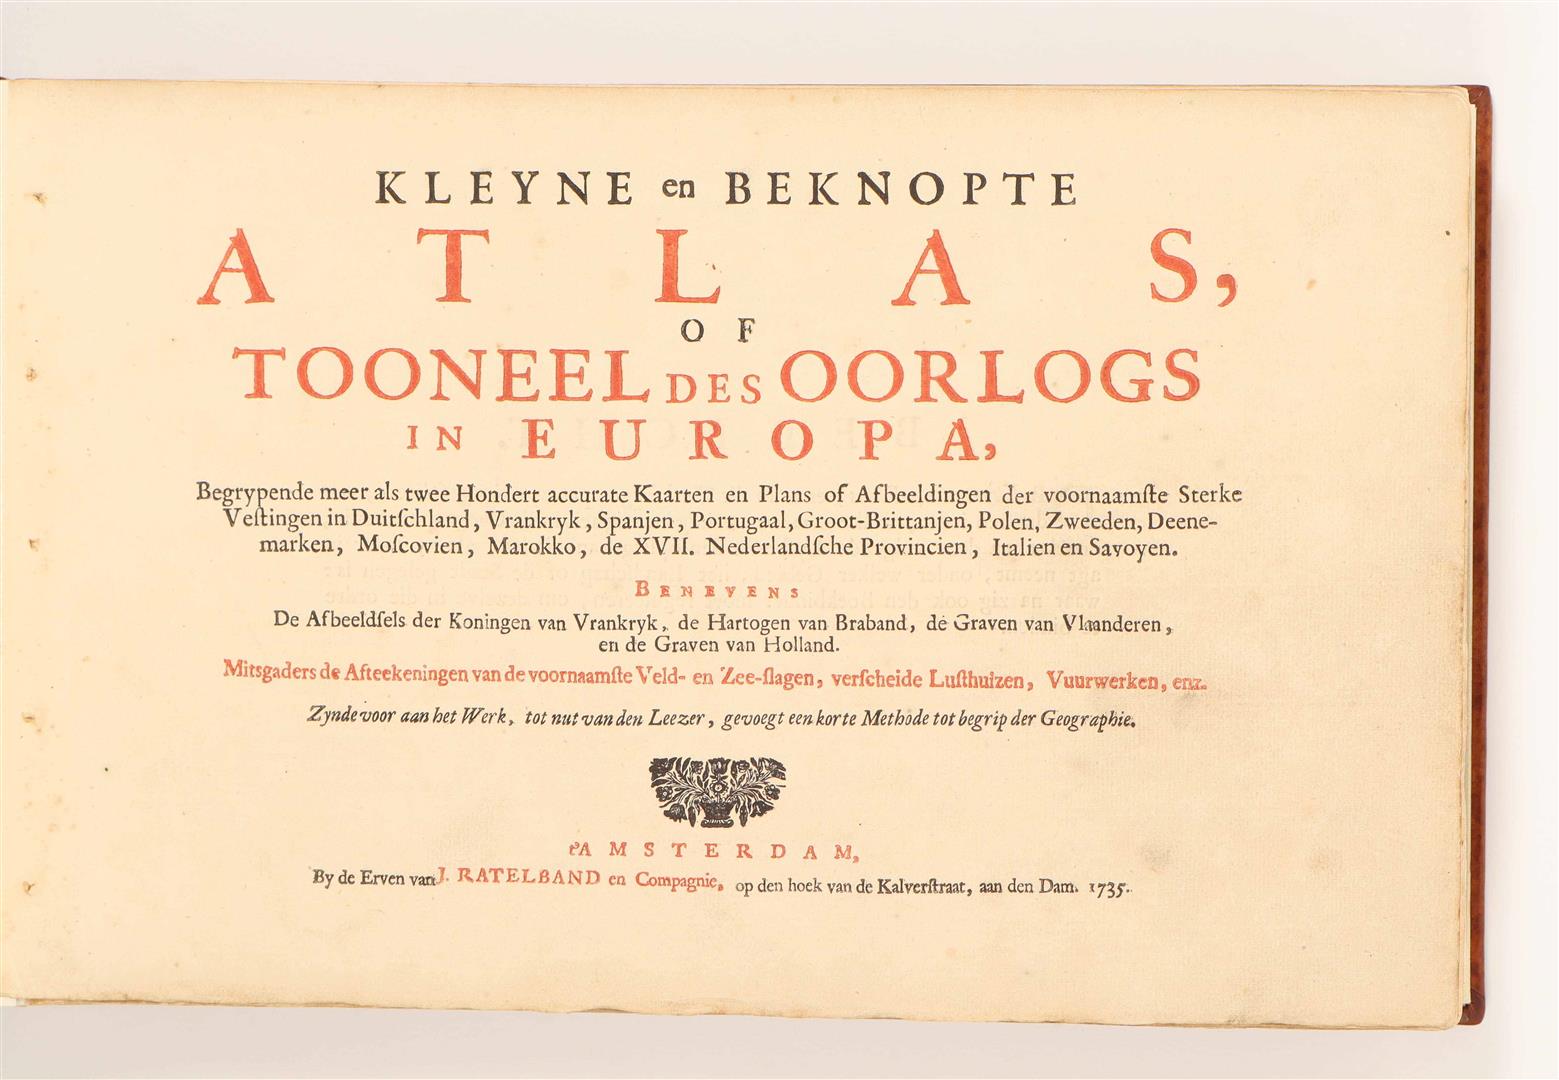 KLEYNE en BEKNOPTE
ATLAS,
OF
TOONEEL DES OORLOGS
IN EUROPA,
Begrypende meer als twee Hondert accurate Kaarten en Plans of Afbeeldingen der voornaamſte Sterke
Veſtingen in Duitſchland, Vrankryk, Spanjen, Portugaal, Groot-Brittanjen, Polen, Zweeden, Deene-
marken, Moſcovien, Marokko, de XVII. Nederlandſche Provincien, Italien en Savoyen.
BENEVENS
De Afbeeldſels der Koningen van Vrankryk, de Hartogen van Braband, de Graven van Vlaanderen,
en de Graven van Holland.
Mitsgaders de Afteekeningen van de voornaamſte Veld- en Zee-ſlagen, verſcheide Luſthuizen, Vuurwerken, enz.
Zynde voor aan het Werk, tot nut van den Leezer, gevoegt een korte Methode tot begrip der Geographie.
t'AMSTERDAM,
By de Erven van J. RATELBAND en Compagnie, op den hoek van de Kalverſtraat, aan den Dam. 1735.